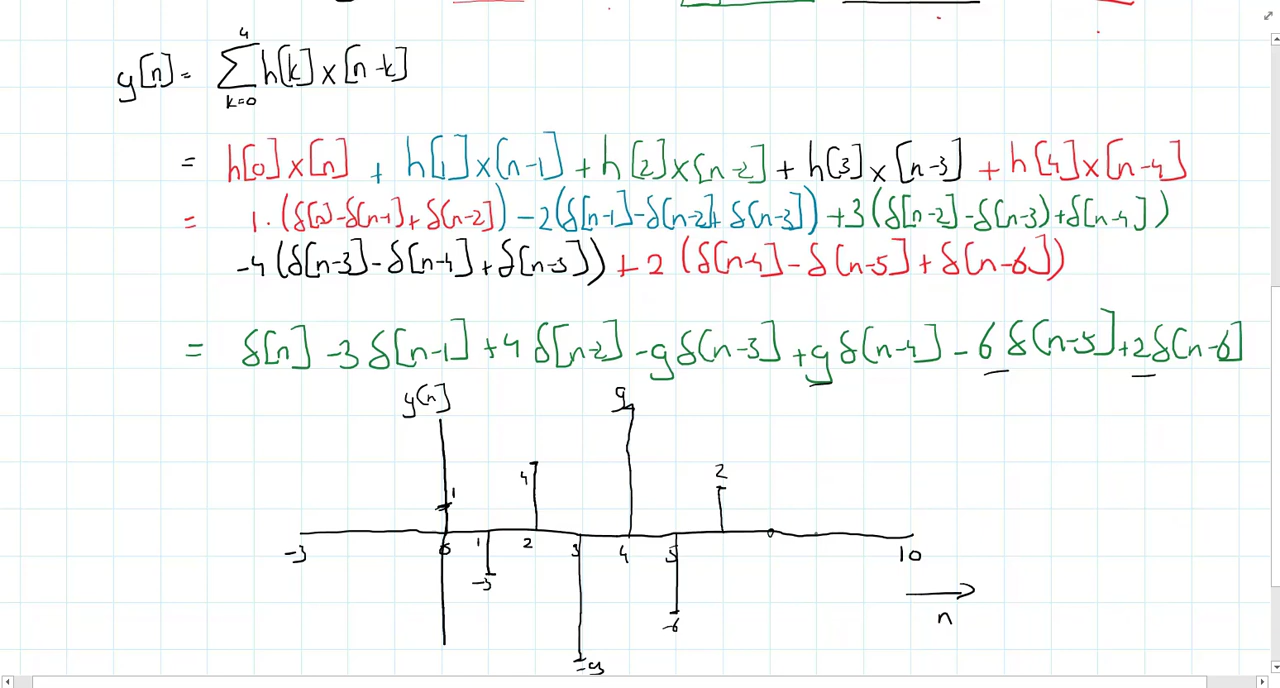 y[n] = ∑ h[k] x [n-k]
4
k=0
= h[0] x [n] + h[1] x [n-1] + h[2] x [n-2] + h[3] x [n-3] + h[4] x [n-4]
= 1. (δ[n] - δ[n-1] + δ[n-2]) - 2(δ[n-1] - δ[n-2] + δ[n-3]) + 3(δ[n-2] - δ[n-3) + δ[n-4])
-4 (δ[n-3] - δ[n-4] + δ[n-5]) + 2 (δ[n-4] - δ[n-5] + δ[n-6])
= δ[n] - 3 δ[n-1] + 4 δ[n-2] - 9 δ[n-3] + 9 δ[n-4] - 6 δ[n-5] + 2 δ[n-6]
y[n] 9
4 2
1
-3 0 1 2 3 4 5 10
-3
-6 n
-9